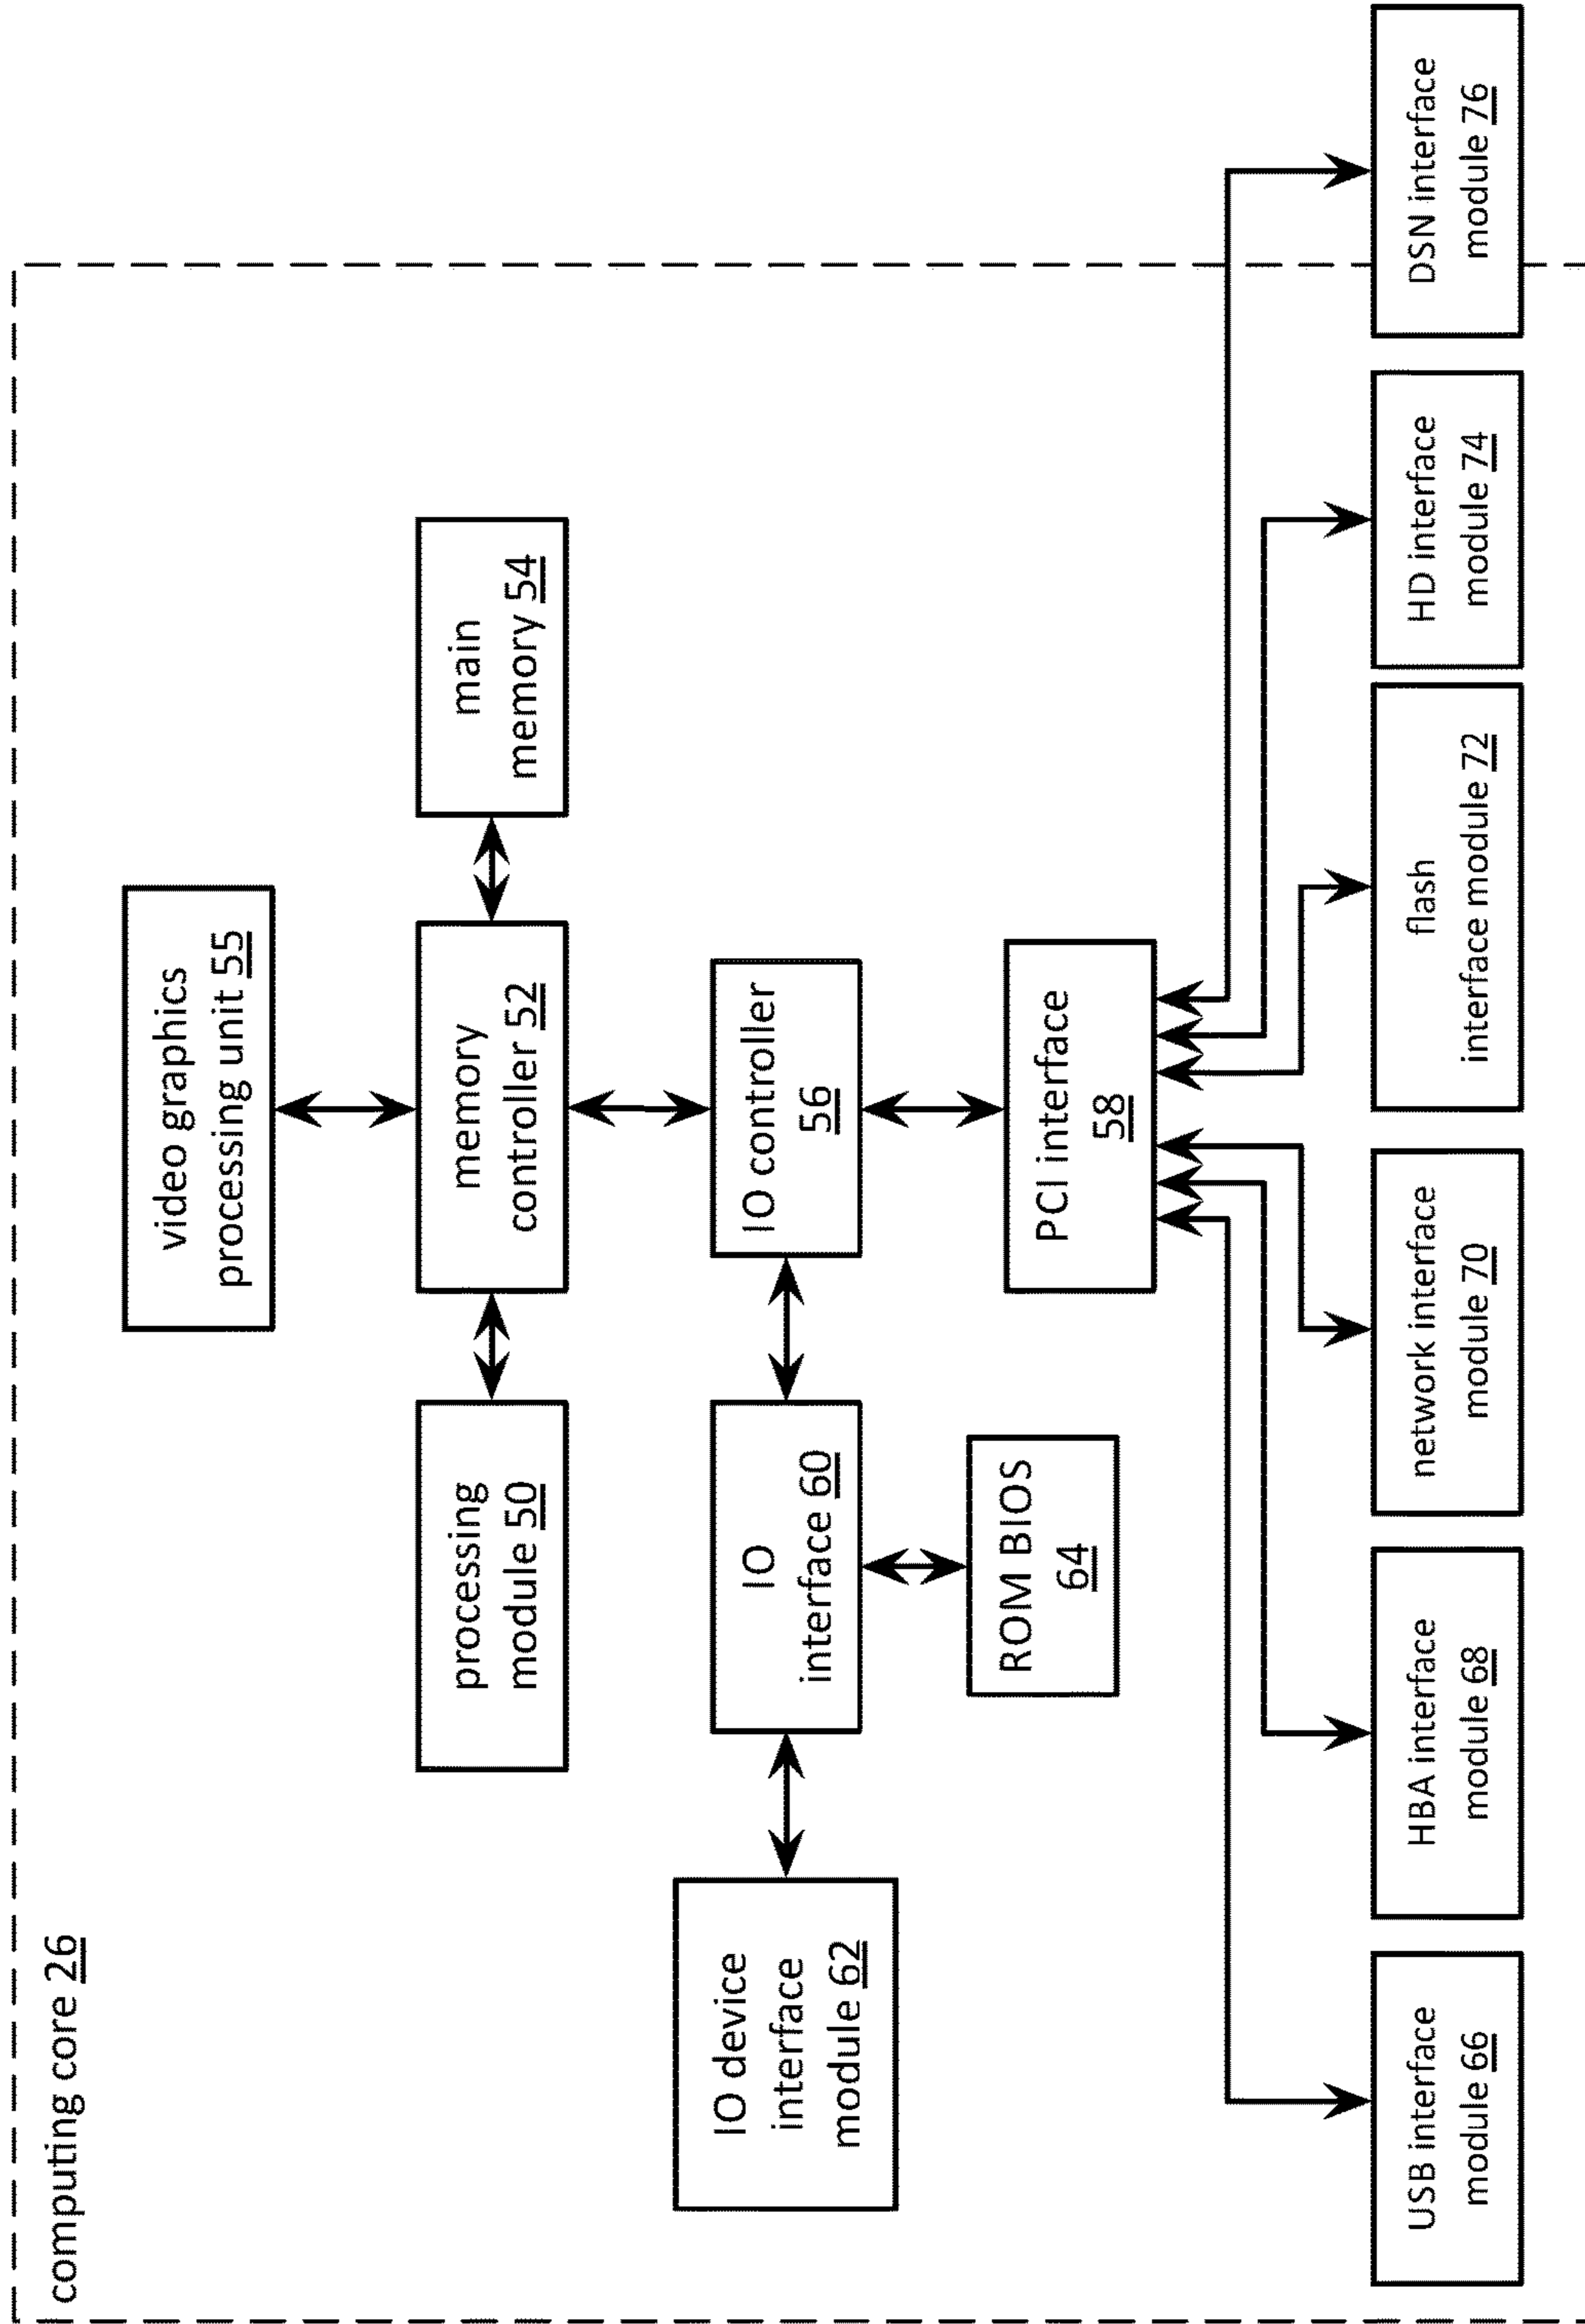 computing core 26
video graphics
processing unit 55
processing
module 50
memory
controller 52
main
memory 54
IO device
interface
module 62
IO
interface 60
IO controller
56
ROM BIOS
64
PCI interface
58
USB interface
module 66
HBA interface
module 68
network interface
module 70
flash
interface module 72
HD interface
module 74
DSN interface
module 76